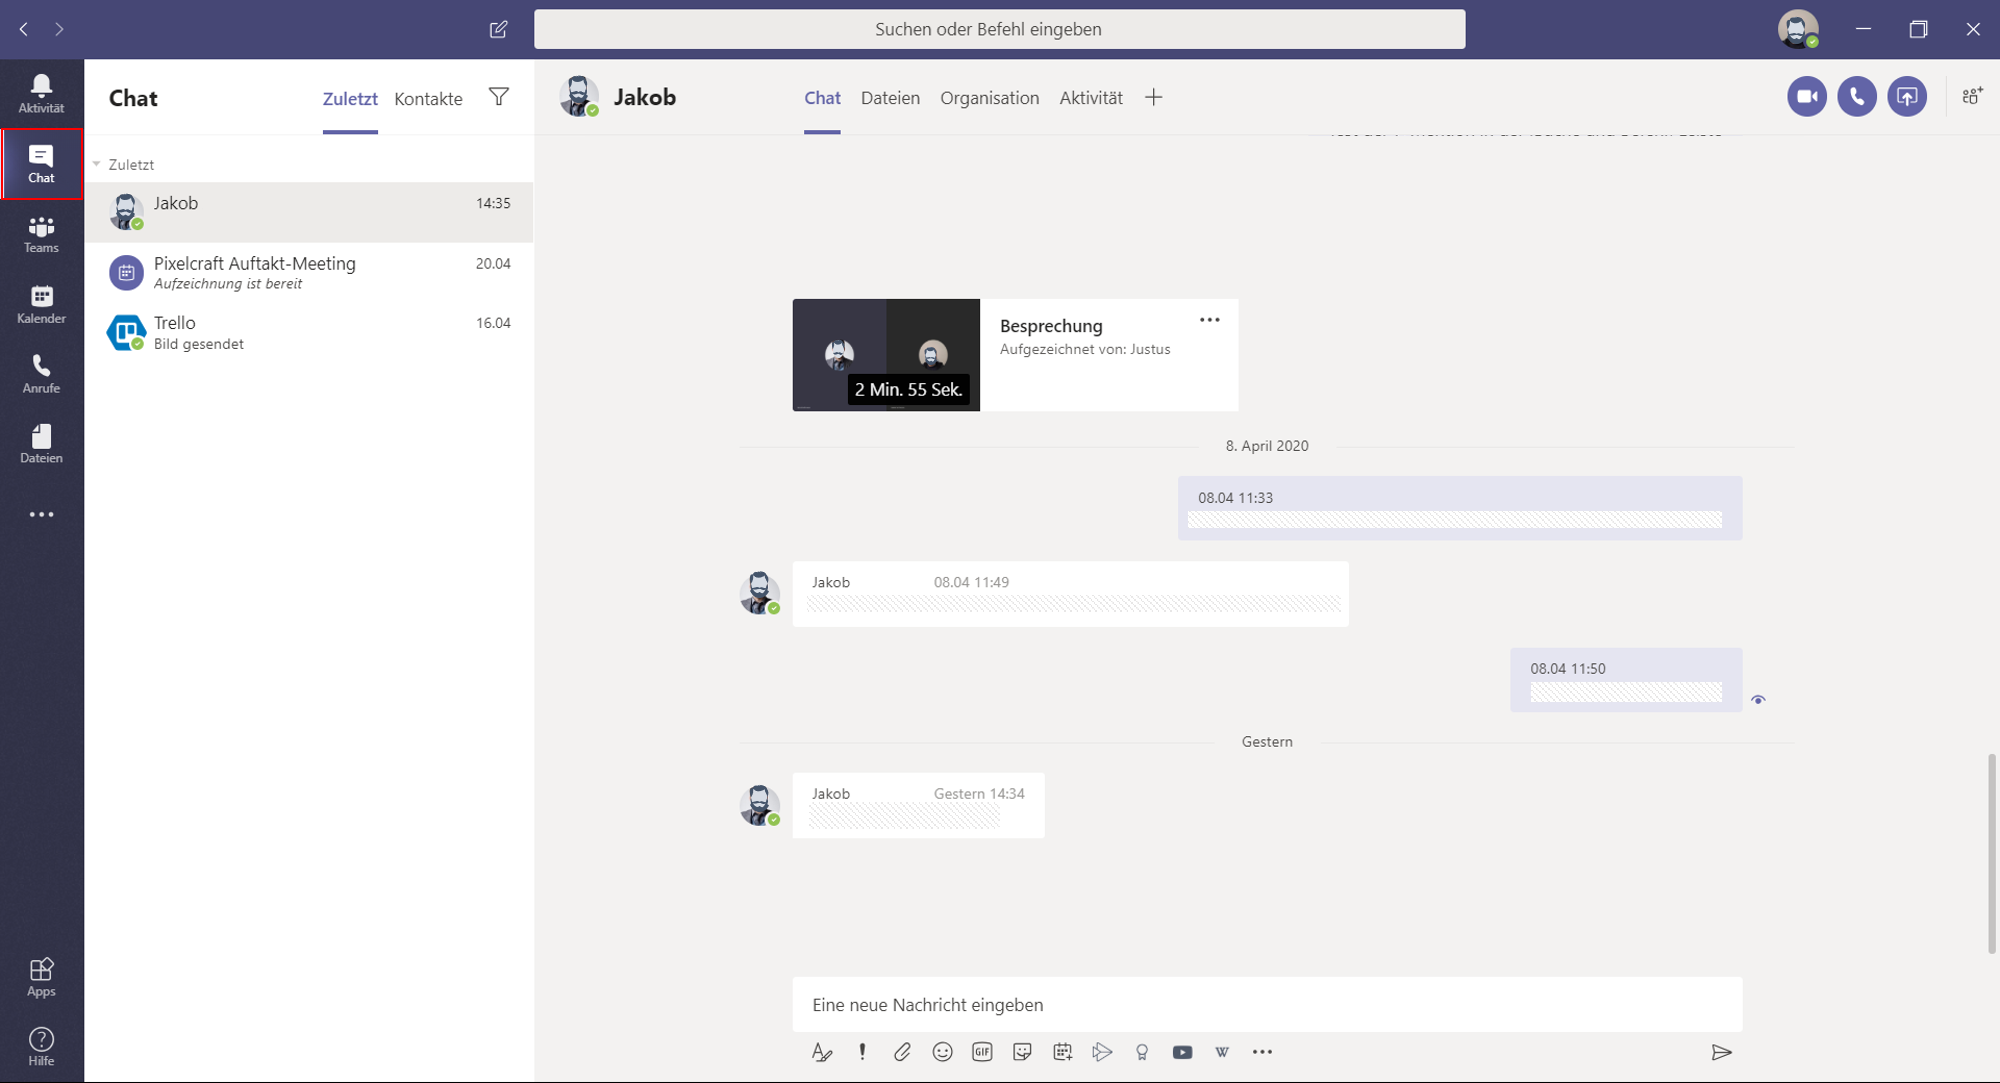 Suchen oder Befehl eingeben
Aktivität
Chat
Teams
Kalender
Anrufe
Dateien
Apps
Hilfe
Chat
Zuletzt
Kontakte
Zuletzt
Jakob
14:35
Pixelcraft Auftakt-Meeting
20.04
Aufzeichnung ist bereit
Trello
16.04
Bild gesendet
Jakob
Chat
Dateien
Organisation
Aktivität
Besprechung
Aufgezeichnet von: Justus
2 Min. 55 Sek.
8. April 2020
08.04 11:33
Jakob
08.04 11:49
08.04 11:50
Gestern
Jakob
Gestern 14:34
Eine neue Nachricht eingeben
GIF
W